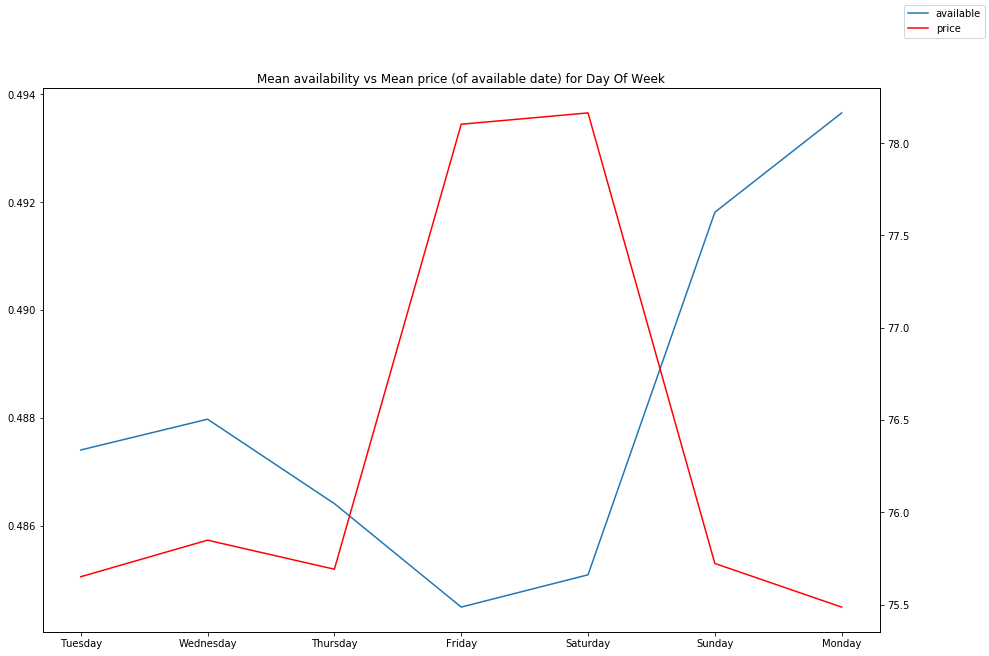 available
price
Mean availability vs Mean price (of available date) for Day Of Week
0.494
0.492
0.490
0.488
0.486
78.0
77.5
77.0
76.5
76.0
75.5
Tuesday Wednesday Thursday Friday Saturday Sunday Monday